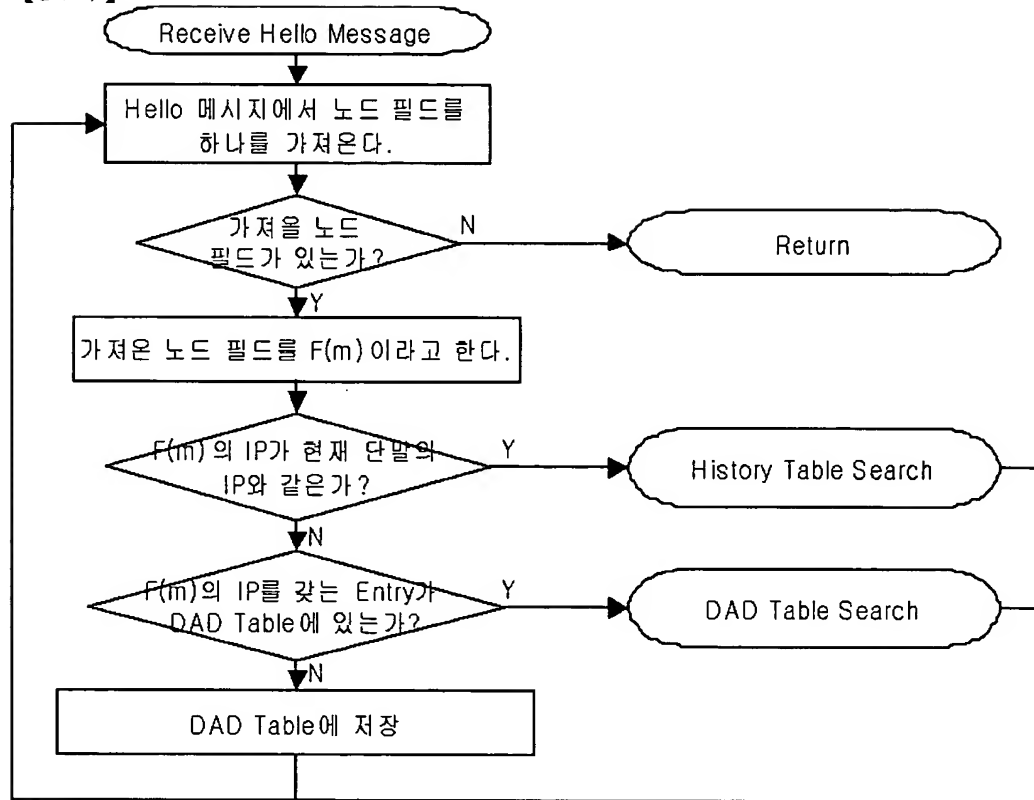 Receive Hello Message
Hello 메시지에서 노드 필드를
하나를 가져온다.
가져올 노드
필드가 있는가?
N
Return
Y
가져온 노드 필드를 F(m)이라고 한다.
F(m)의 IP가 현재 단말의
IP와 같은가?
Y
History Table Search
N
F(m)의 IP를 갖는 Entry가
DAD Table에 있는가?
Y
DAD Table Search
N
DAD Table에 저장